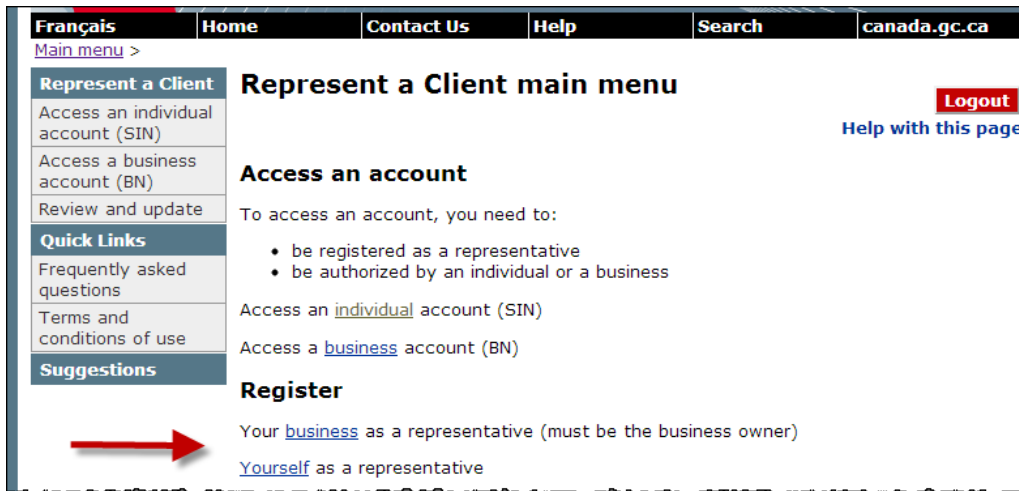 Français Home Contact Us Help Search canada.gc.ca
Main menu >
Represent a Client
Access an individual
account (SIN)
Access a business
account (BN)
Review and update
Quick Links
Frequently asked
questions
Terms and
conditions of use
Suggestions
Represent a Client main menu
Logout
Help with this page
Access an account
To access an account, you need to:
• be registered as a representative
• be authorized by an individual or a business
Access an individual account (SIN)
Access a business account (BN)
Register
Your business as a representative (must be the business owner)
Yourself as a representative